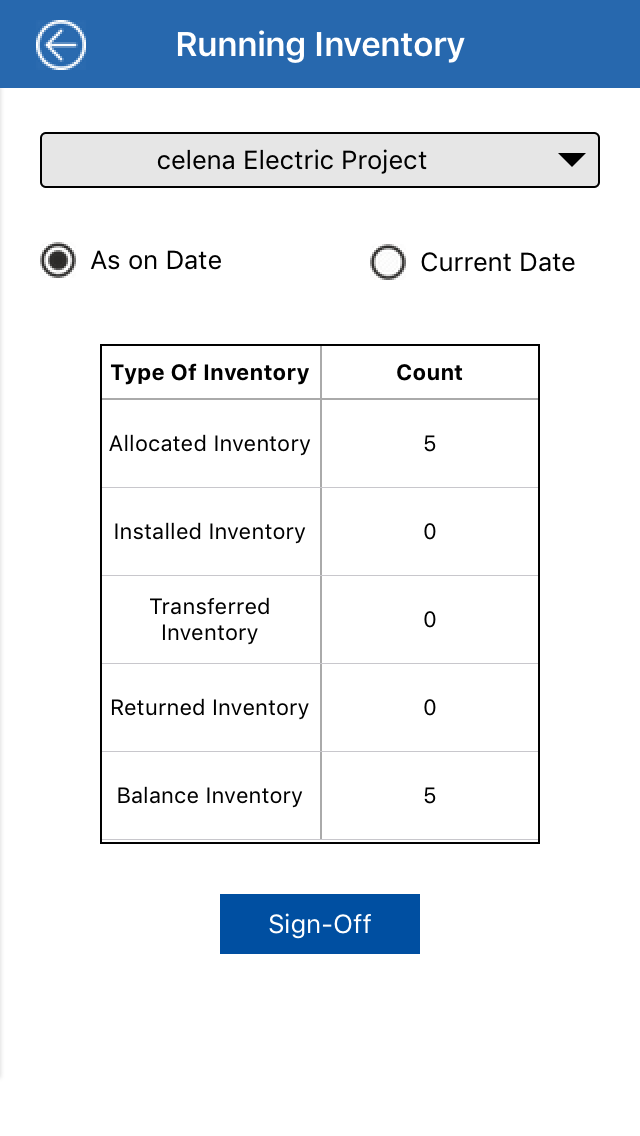 Running Inventory
celena Electric Project
As on Date
Current Date
Type Of Inventory Count
Allocated Inventory 5
Installed Inventory 0
Transferred
Inventory 0
Returned Inventory 0
Balance Inventory 5
Sign-Off